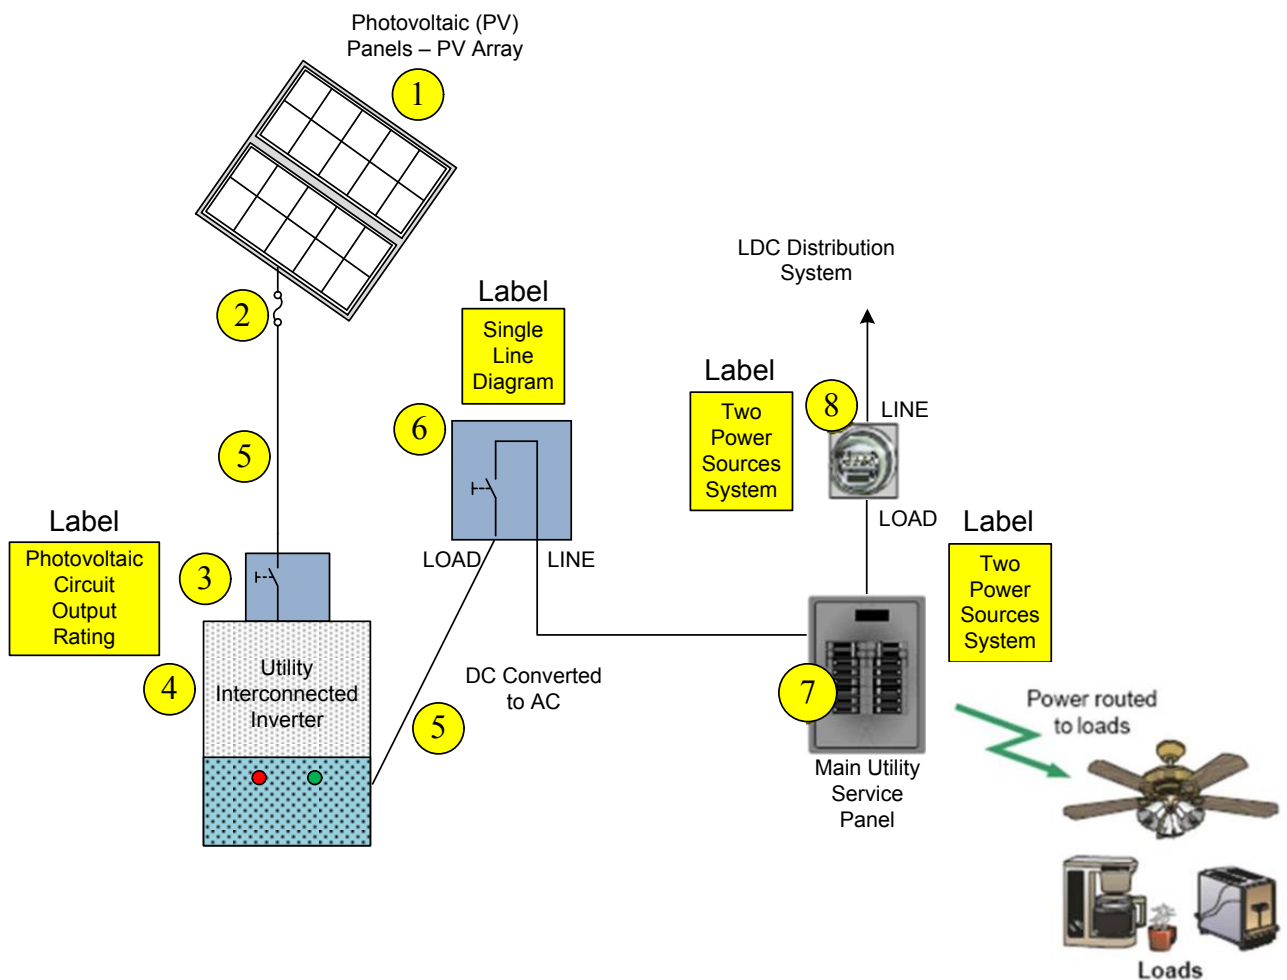 Photovoltaic (PV)
Panels – PV Array
1
2
Label
Single
Line
Diagram
LDC Distribution
System
Label
Two
Power
Sources
System
8
LINE
LOAD
6
5
LOAD
LINE
Label
Photovoltaic
Circuit
Output
Rating
3
4
Utility
Interconnected
Inverter
DC Converted
to AC
5
Label
Two
Power
Sources
System
7
Main Utility
Service
Panel
Power routed
to loads
Loads